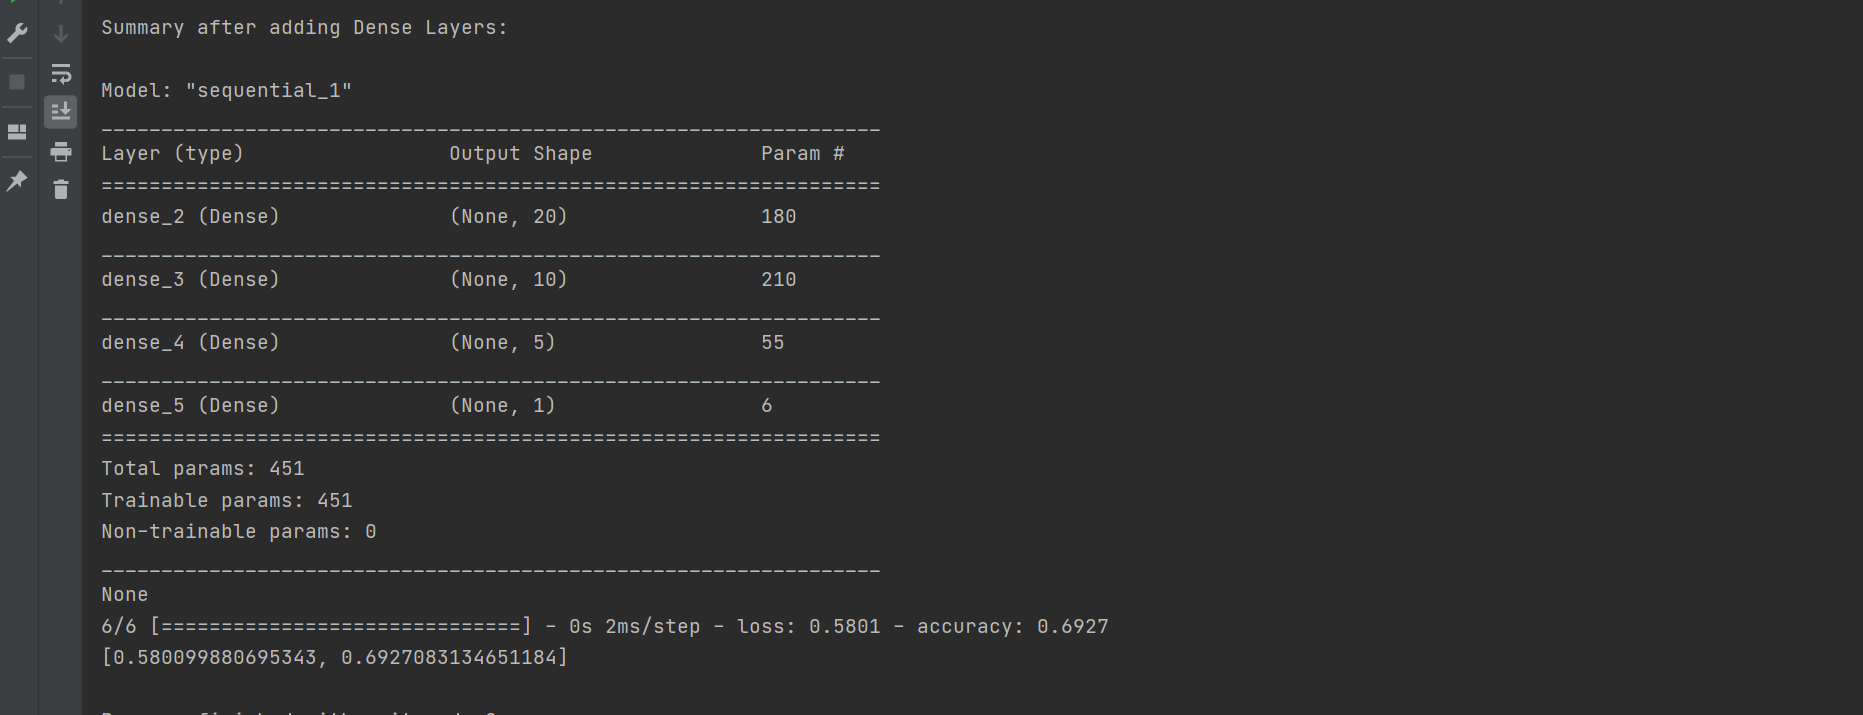 Summary after adding Dense Layers:
Model: "sequential_1"
_________________________________________________________________
Layer (type) Output Shape Param #
=================================================================
dense_2 (Dense) (None, 20) 180
_________________________________________________________________
dense_3 (Dense) (None, 10) 210
_________________________________________________________________
dense_4 (Dense) (None, 5) 55
_________________________________________________________________
dense_5 (Dense) (None, 1) 6
=================================================================
Total params: 451
Trainable params: 451
Non-trainable params: 0
_________________________________________________________________
None
6/6 [==============================] - 0s 2ms/step - loss: 0.5801 - accuracy: 0.6927
[0.580099880695343, 0.6927083134651184]